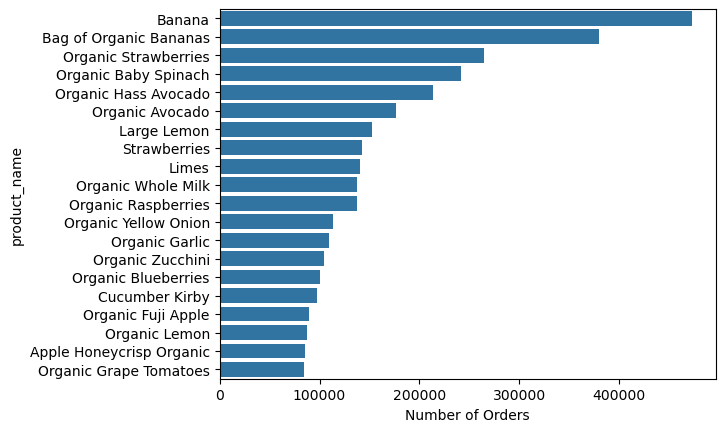 Banana
Bag of Organic Bananas
Organic Strawberries
Organic Baby Spinach
Organic Hass Avocado
Organic Avocado
Large Lemon
Strawberries
Limes
Organic Whole Milk
Organic Raspberries
Organic Yellow Onion
Organic Garlic
Organic Zucchini
Organic Blueberries
Cucumber Kirby
Organic Fuji Apple
Organic Lemon
Apple Honeycrisp Organic
Organic Grape Tomatoes
product_name
0 100000 200000 300000 400000
Number of Orders